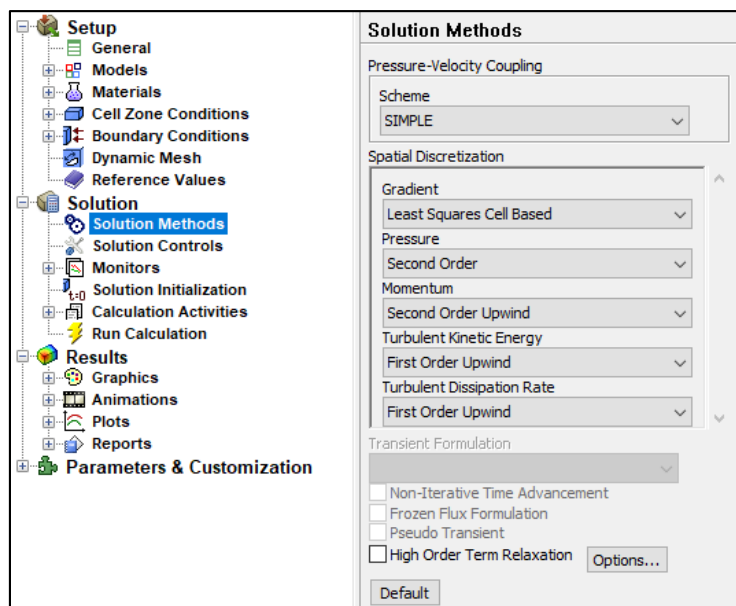 Setup
General
Models
Materials
Cell Zone Conditions
Boundary Conditions
Dynamic Mesh
Reference Values
Solution
Solution Methods
Solution Controls
Monitors
t=0 Solution Initialization
Calculation Activities
Run Calculation
Results
Graphics
Animations
Plots
Reports
Parameters & Customization
Solution Methods
Pressure-Velocity Coupling
Scheme
SIMPLE
Spatial Discretization
Gradient
Least Squares Cell Based
Pressure
Second Order
Momentum
Second Order Upwind
Turbulent Kinetic Energy
First Order Upwind
Turbulent Dissipation Rate
First Order Upwind
Transient Formulation
Non-Iterative Time Advancement
Frozen Flux Formulation
Pseudo Transient
High Order Term Relaxation Options...
Default